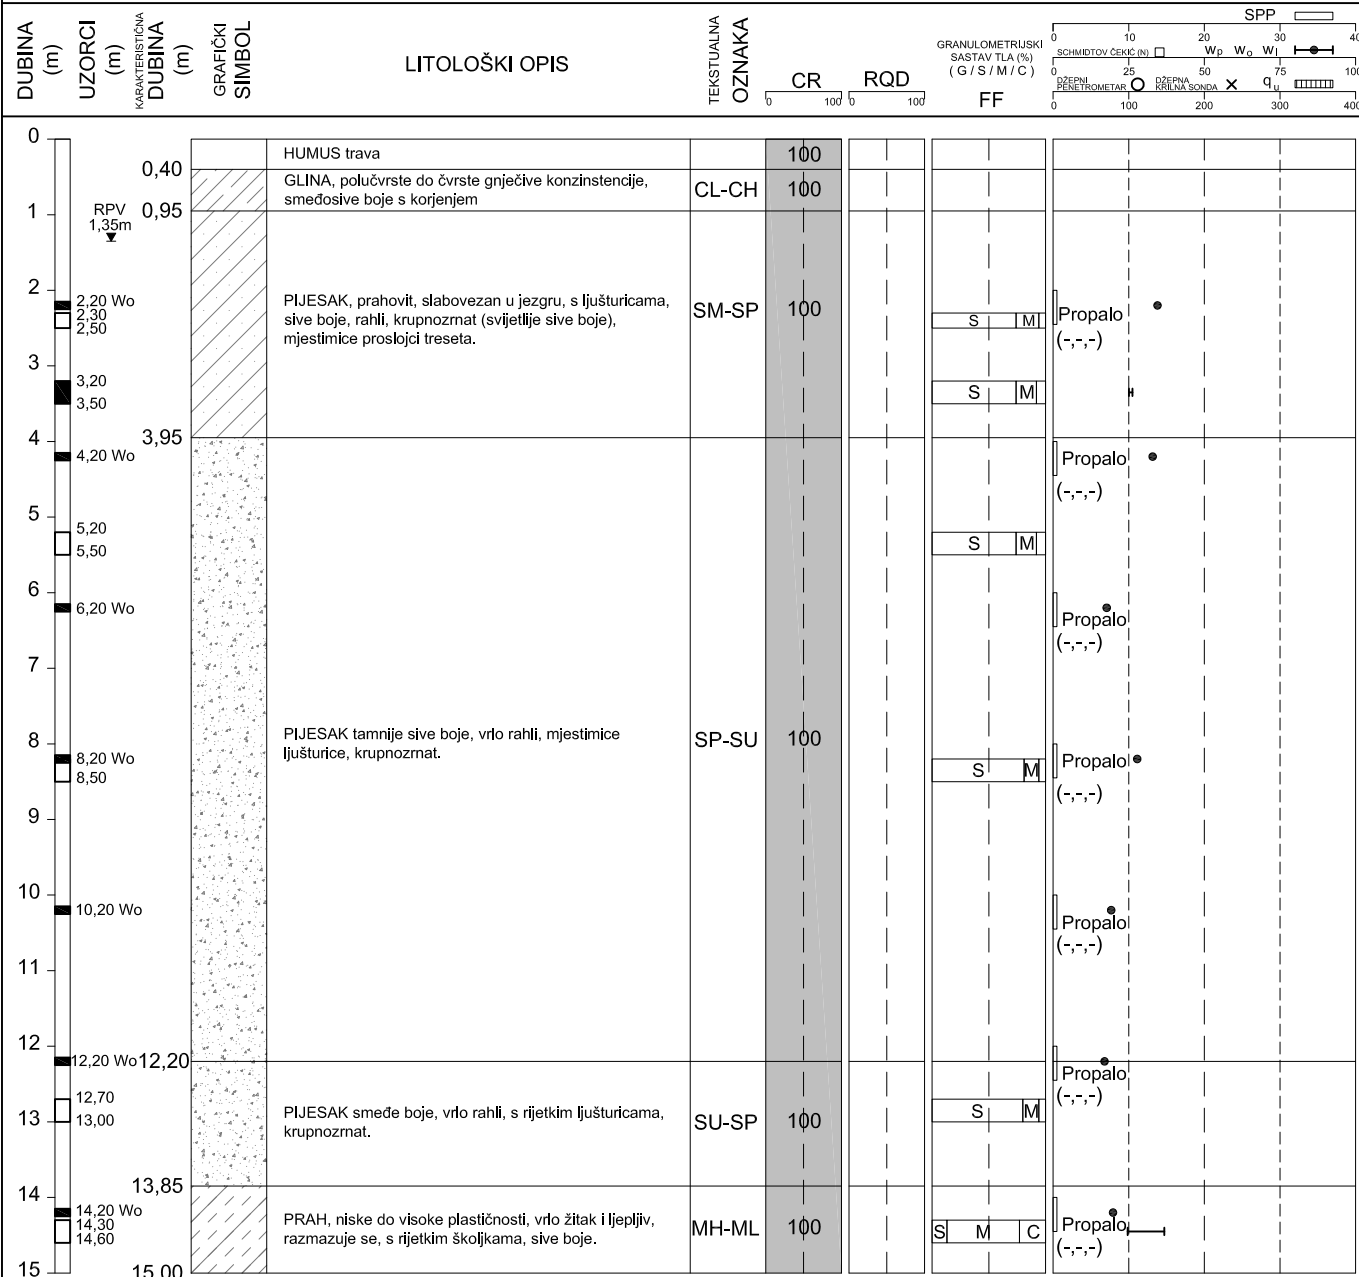 DUBINA (m)
UZORCI (m)
KARAKTERISTIČNA DUBINA (m)
GRAFIČKI SIMBOL
LITOLOŠKI OPIS
TEKSTUALNA OZNAKA
CR
0 100
RQD
0 100
GRANULOMETRIJSKI
SASTAV TLA (%)
( G / S / M / C )
FF
SPP
0 10 20 30 40
SCHMIDTOV ČEKIĆ (N) Wp Wo Wl
0 25 50 75 100
DŽEPNI PENETROMETAR DŽEPNA KRILNA SONDA qu
0 100 200 300 400
0
HUMUS trava
100
0,40
GLINA, polučvrste do čvrste gnječive konzinstencije,
smeđosive boje s korjenjem
CL-CH
100
0,95
1
RPV
1,35m
2
2,20 Wo
2,30
2,50
PIJESAK, prahovit, slabovezan u jezgru, s ljušturicama,
sive boje, rahli, krupnozrnat (svijetlije sive boje),
mjestimice proslojci treseta.
SM-SP
100
S M
Propalo
(-,-,-)
3
3,20
3,50
S M
3,95
4
4,20 Wo
Propalo
(-,-,-)
5
5,20
5,50
S M
6
6,20 Wo
Propalo
(-,-,-)
7
PIJESAK tamnije sive boje, vrlo rahli, mjestimice
ljušturice, krupnozrnat.
SP-SU
100
8
8,20 Wo
8,50
S M
Propalo
(-,-,-)
9
10
10,20 Wo
Propalo
(-,-,-)
11
12
12,20 Wo
12,20
Propalo
(-,-,-)
12,70
13,00
13
PIJESAK smeđe boje, vrlo rahli, s rijetkim ljušturicama,
krupnozrnat.
SU-SP
100
S M
13,85
14
14,20 Wo
14,30
14,60
PRAH, niske do visoke plastičnosti, vrlo žitak i ljepljiv,
razmazuje se, s rijetkim školjkama, sive boje.
MH-ML
100
S M C
Propalo
(-,-,-)
15
15,00